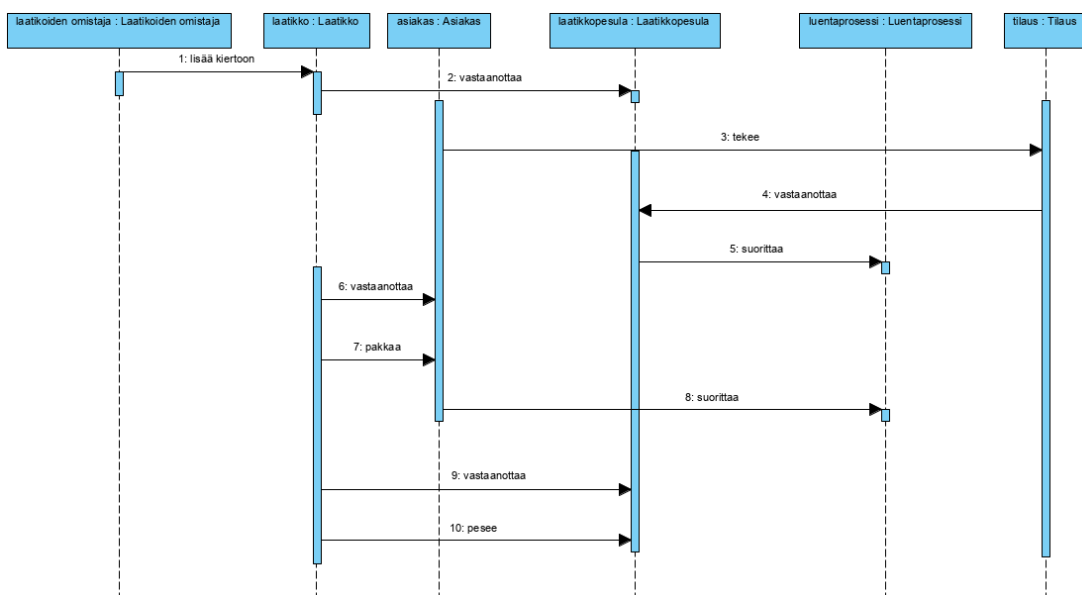 laatikoiden omistaja : Laatikoiden omistaja
laatikko : Laatikko
asiakas : Asiakas
laatikkopesula : Laatikkopesula
luentaprosessi : Luentaprosessi
tilaus : Tilaus
1: lisää kiertoon
2: vastaanottaa
3: tekee
4: vastaanottaa
5: suorittaa
6: vastaanottaa
7: pakkaa
8: suorittaa
9: vastaanottaa
10: pesee